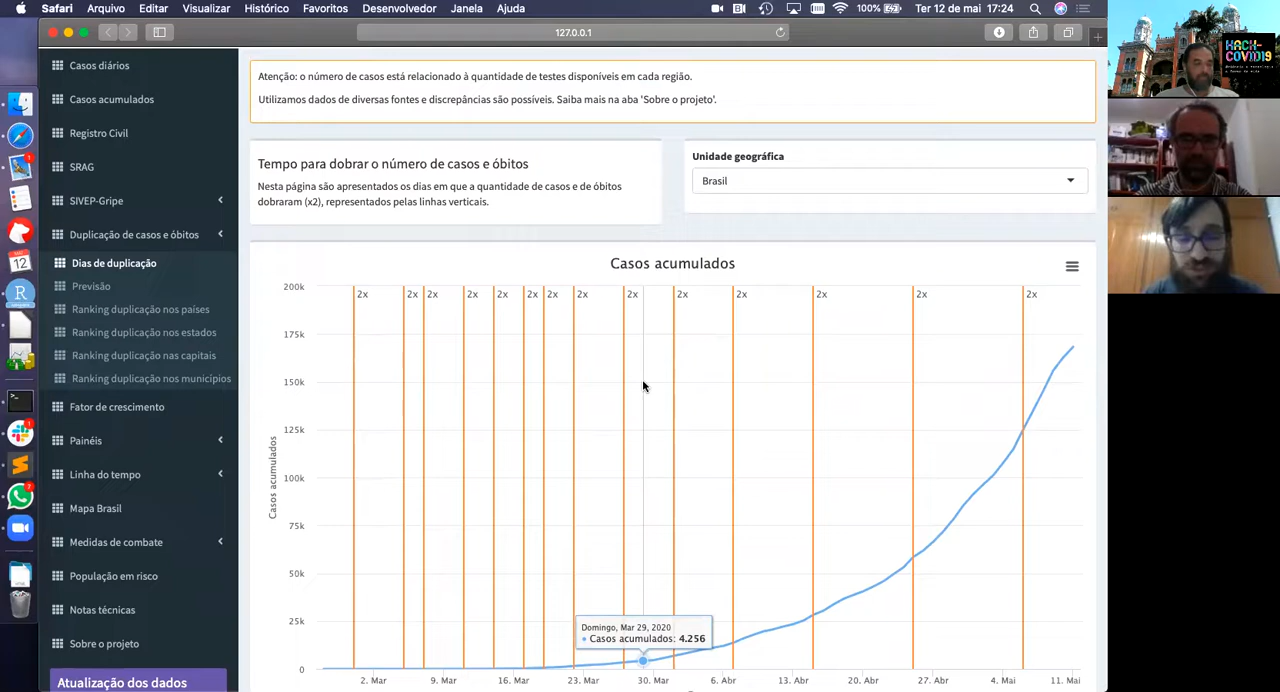 Safari Arquivo Editar Visualizar Histórico Favoritos Desenvolvedor Janela Ajuda 100% Ter 12 de mai 17:24
127.0.0.1
Casos diários
Casos acumulados
Registro Civil
SRAG
SIVEP-Gripe
Duplicação de casos e óbitos
Dias de duplicação
Previsão
Ranking duplicação nos países
Ranking duplicação nos estados
Ranking duplicação nas capitais
Ranking duplicação nos municípios
Fator de crescimento
Painéis
Linha do tempo
Mapa Brasil
Medidas de combate
População em risco
Notas técnicas
Sobre o projeto
Atualização dos dados
Atenção: o número de casos está relacionado à quantidade de testes disponíveis em cada região.
Utilizamos dados de diversas fontes e discrepâncias são possíveis. Saiba mais na aba 'Sobre o projeto'.
Tempo para dobrar o número de casos e óbitos
Nesta página são apresentados os dias em que a quantidade de casos e de óbitos
dobraram (x2), representados pelas linhas verticais.
Unidade geográfica
Brasil
Casos acumulados
2x 2x 2x 2x 2x 2x 2x 2x 2x 2x 2x 2x 2x 2x
200k
175k
150k
125k
100k
75k
50k
25k
0
Casos acumulados
Domingo, Mar 29, 2020
Casos acumulados: 4.256
2. Mar 9. Mar 16. Mar 23. Mar 30. Mar 6. Abr 13. Abr 20. Abr 27. Abr 4. Mai 11. Mai
HACK-
COVID19